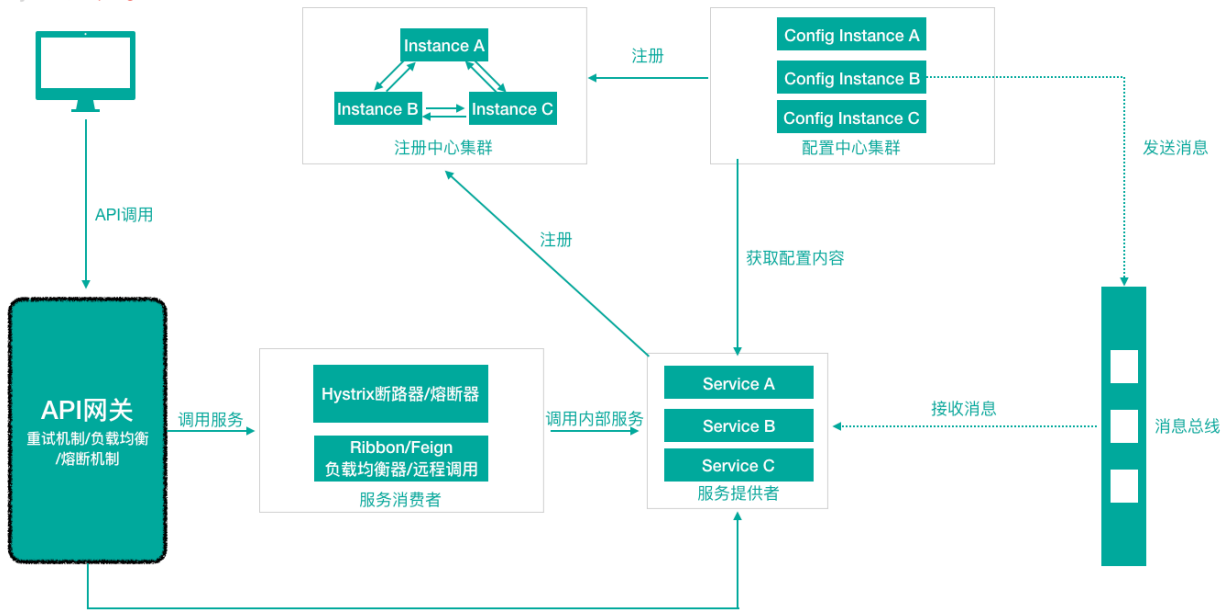 Instance A
Instance B
Instance C
注册中心集群
注册
Config Instance A
Config Instance B
Config Instance C
配置中心集群
发送消息
API调用
注册
获取配置内容
API网关
重试机制/负载均衡
/熔断机制
调用服务
Hystrix断路器/熔断器
Ribbon/Feign
负载均衡器/远程调用
服务消费者
调用内部服务
Service A
Service B
Service C
服务提供者
接收消息
消息总线